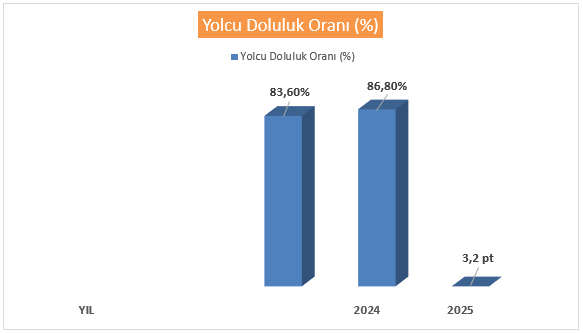 Yolcu Doluluk Oranı (%)
Yolcu Doluluk Oranı (%)
83,60%
86,80%
3,2 pt
YIL
2024
2025